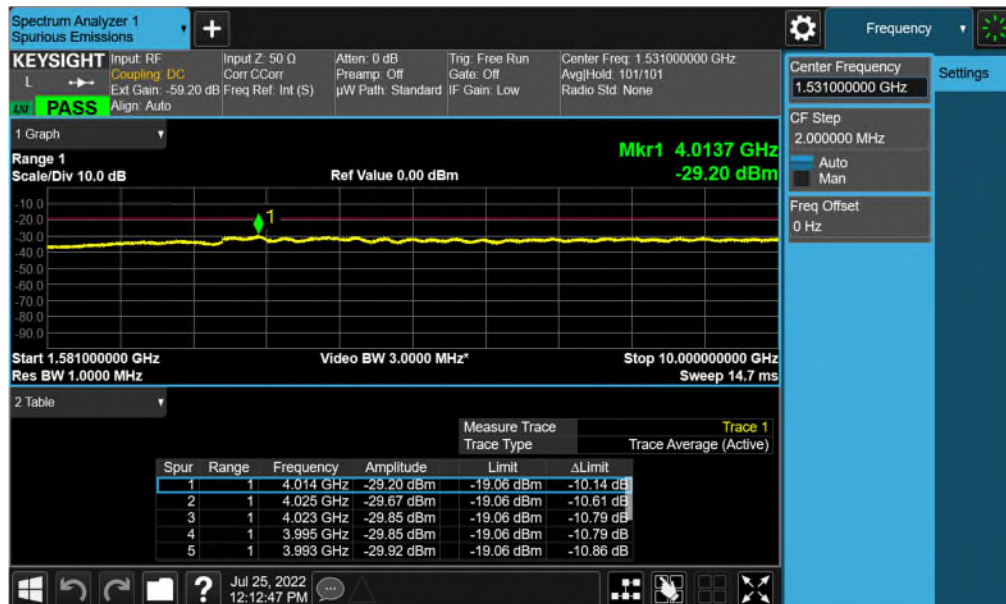 Spectrum Analyzer 1
Spurious Emissions
+
Frequency
KEYSIGHT Input: RF Input Z: 50 Ω Atten: 0 dB Trig: Free Run Center Freq: 1.531000000 GHz
L Coupling: DC Corr CCorr Preamp: Off Gate: Off Avg|Hold: 101/101
Ext Gain: -59.20 dB Freq Ref: Int (S) µW Path: Standard IF Gain: Low Radio Std: None
LXI PASS Align: Auto
1 Graph
Range 1
Scale/Div 10.0 dB Ref Value 0.00 dBm
Mkr1 4.0137 GHz
-29.20 dBm
1
-10.0
-20.0
-30.0
-40.0
-50.0
-60.0
-70.0
-80.0
-90.0
Start 1.581000000 GHz Video BW 3.0000 MHz* Stop 10.000000000 GHz
Res BW 1.0000 MHz Sweep 14.7 ms
2 Table
Measure Trace Trace 1
Trace Type Trace Average (Active)
Spur Range Frequency Amplitude Limit ΔLimit
1 1 4.014 GHz -29.20 dBm -19.06 dBm -10.14 dB
2 1 4.025 GHz -29.67 dBm -19.06 dBm -10.61 dB
3 1 4.023 GHz -29.85 dBm -19.06 dBm -10.79 dB
4 1 3.995 GHz -29.85 dBm -19.06 dBm -10.79 dB
5 1 3.993 GHz -29.92 dBm -19.06 dBm -10.86 dB
Center Frequency
1.531000000 GHz
Settings
CF Step
2.000000 MHz
Auto
Man
Freq Offset
0 Hz
? Jul 25, 2022
12:12:47 PM